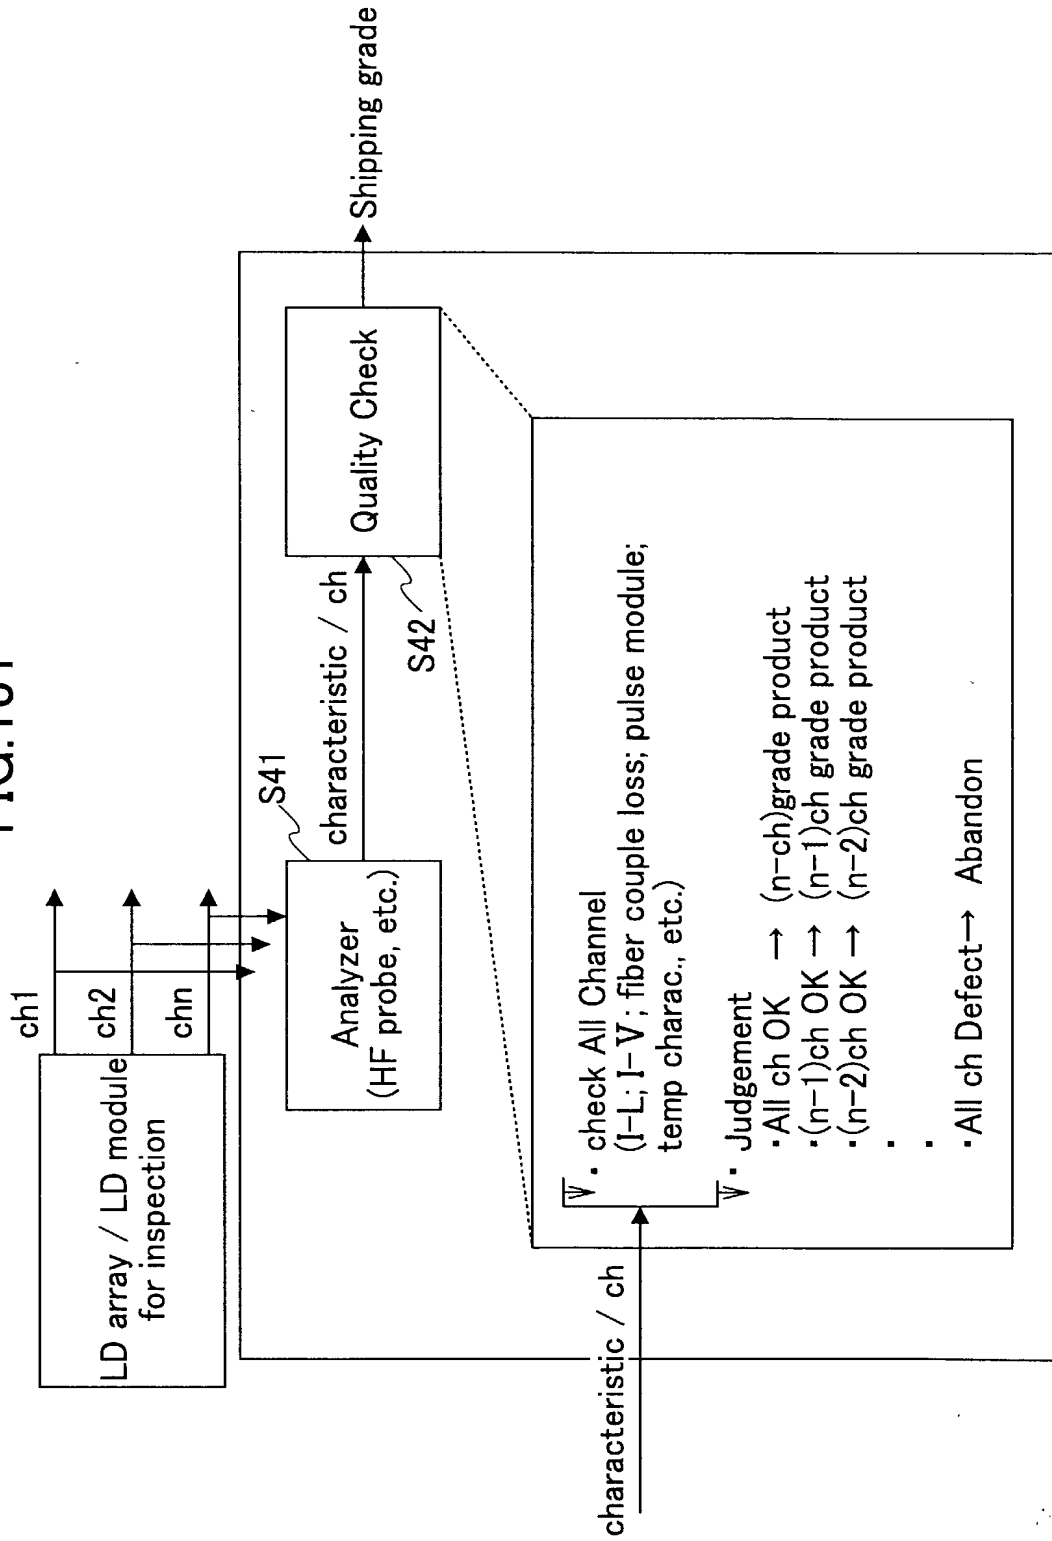 LD array / LD module
for inspection
ch1
ch2
chn
Analyzer
(HF probe, etc.)
S41
characteristic / ch
S42
Quality Check
Shipping grade
characteristic / ch
・check All Channel
(I-L; I-V; fiber couple loss; pulse module;
temp charac., etc.)
・Judgement
・All ch OK → (n-ch)grade product
・(n-1)ch OK → (n-1)ch grade product
・(n-2)ch OK → (n-2)ch grade product
・
・
・All ch Defect→ Abandon